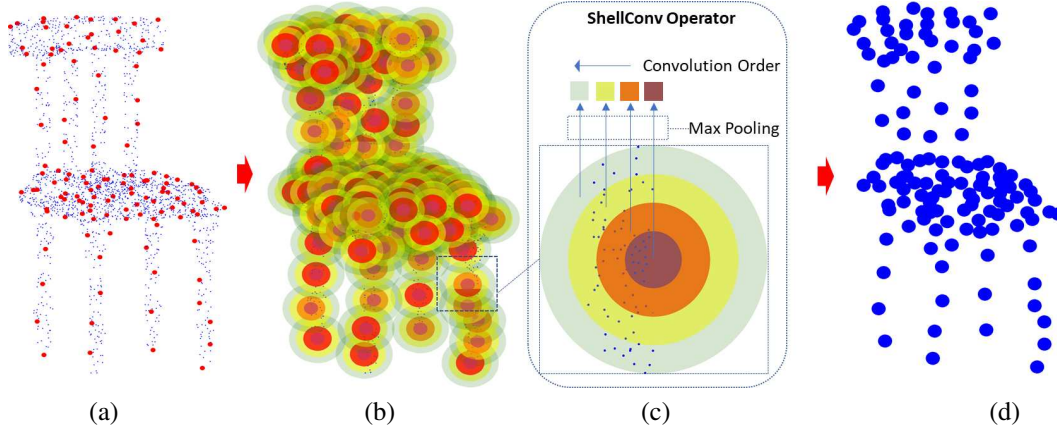 ShellConv Operator
Convolution Order
Max Pooling
(a)
(b)
(c)
(d)